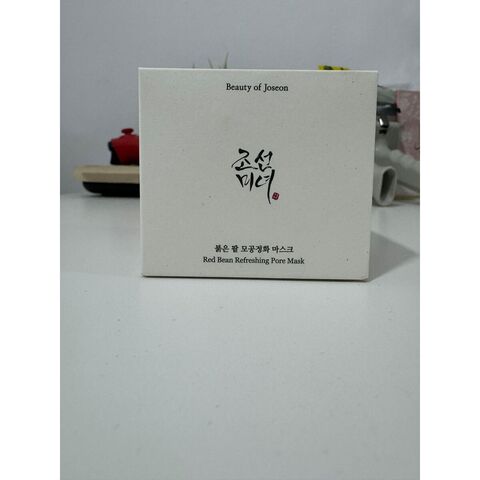 Beauty of Joseon
조선
미녀
붉은 팥 모공정화 마스크
Red Bean Refreshing Pore Mask